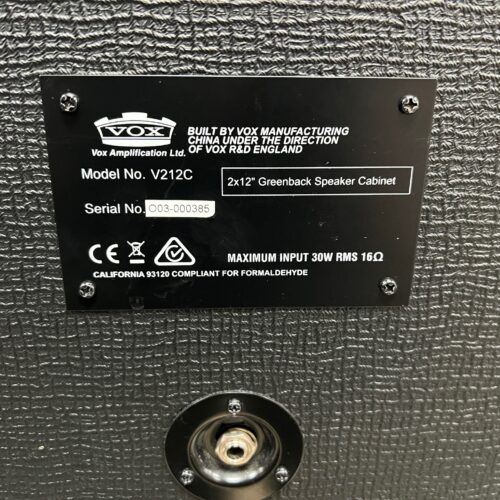 VOX
Vox Amplification Ltd.
BUILT BY VOX MANUFACTURING
CHINA UNDER THE DIRECTION
OF VOX R&D ENGLAND
Model No. V212C
2x12" Greenback Speaker Cabinet
Serial No. C03-000385
CE
MAXIMUM INPUT 30W RMS 16Ω
CALIFORNIA 93120 COMPLIANT FOR FORMALDEHYDE